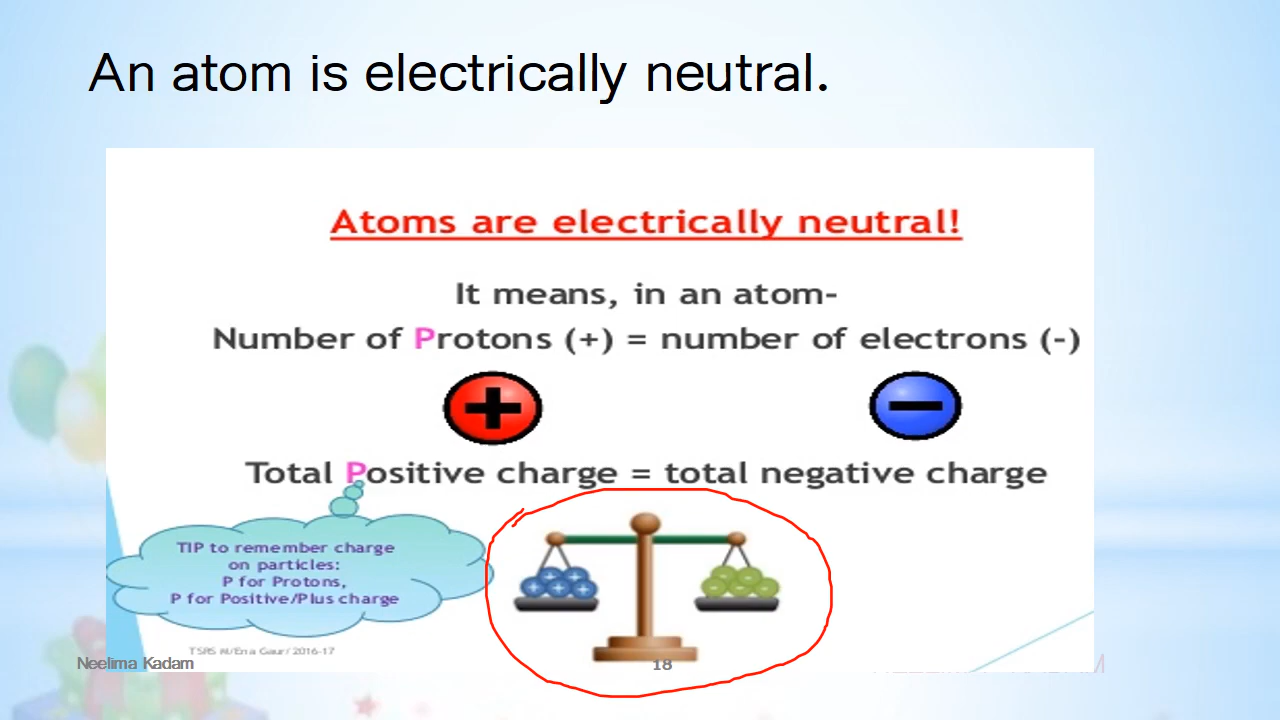 An atom is electrically neutral.
Atoms are electrically neutral!
It means, in an atom-
Number of Protons (+) = number of electrons (-)
Total Positive charge = total negative charge
TIP to remember charge
on particles:
P for Protons,
P for Positive/Plus charge
2016-17
Neelima Kadam
18